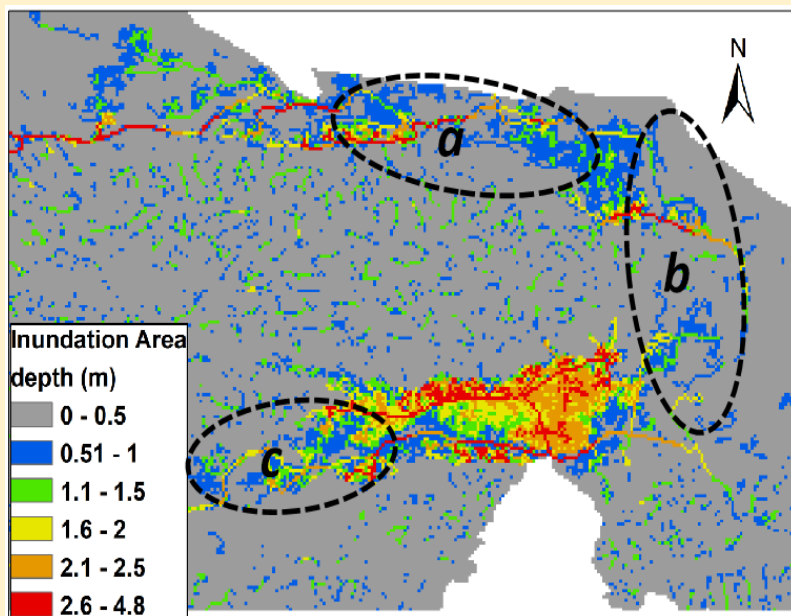 N
a
b
c
Inundation Area
depth (m)
0 - 0.5
0.51 - 1
1.1 - 1.5
1.6 - 2
2.1 - 2.5
2.6 - 4.8